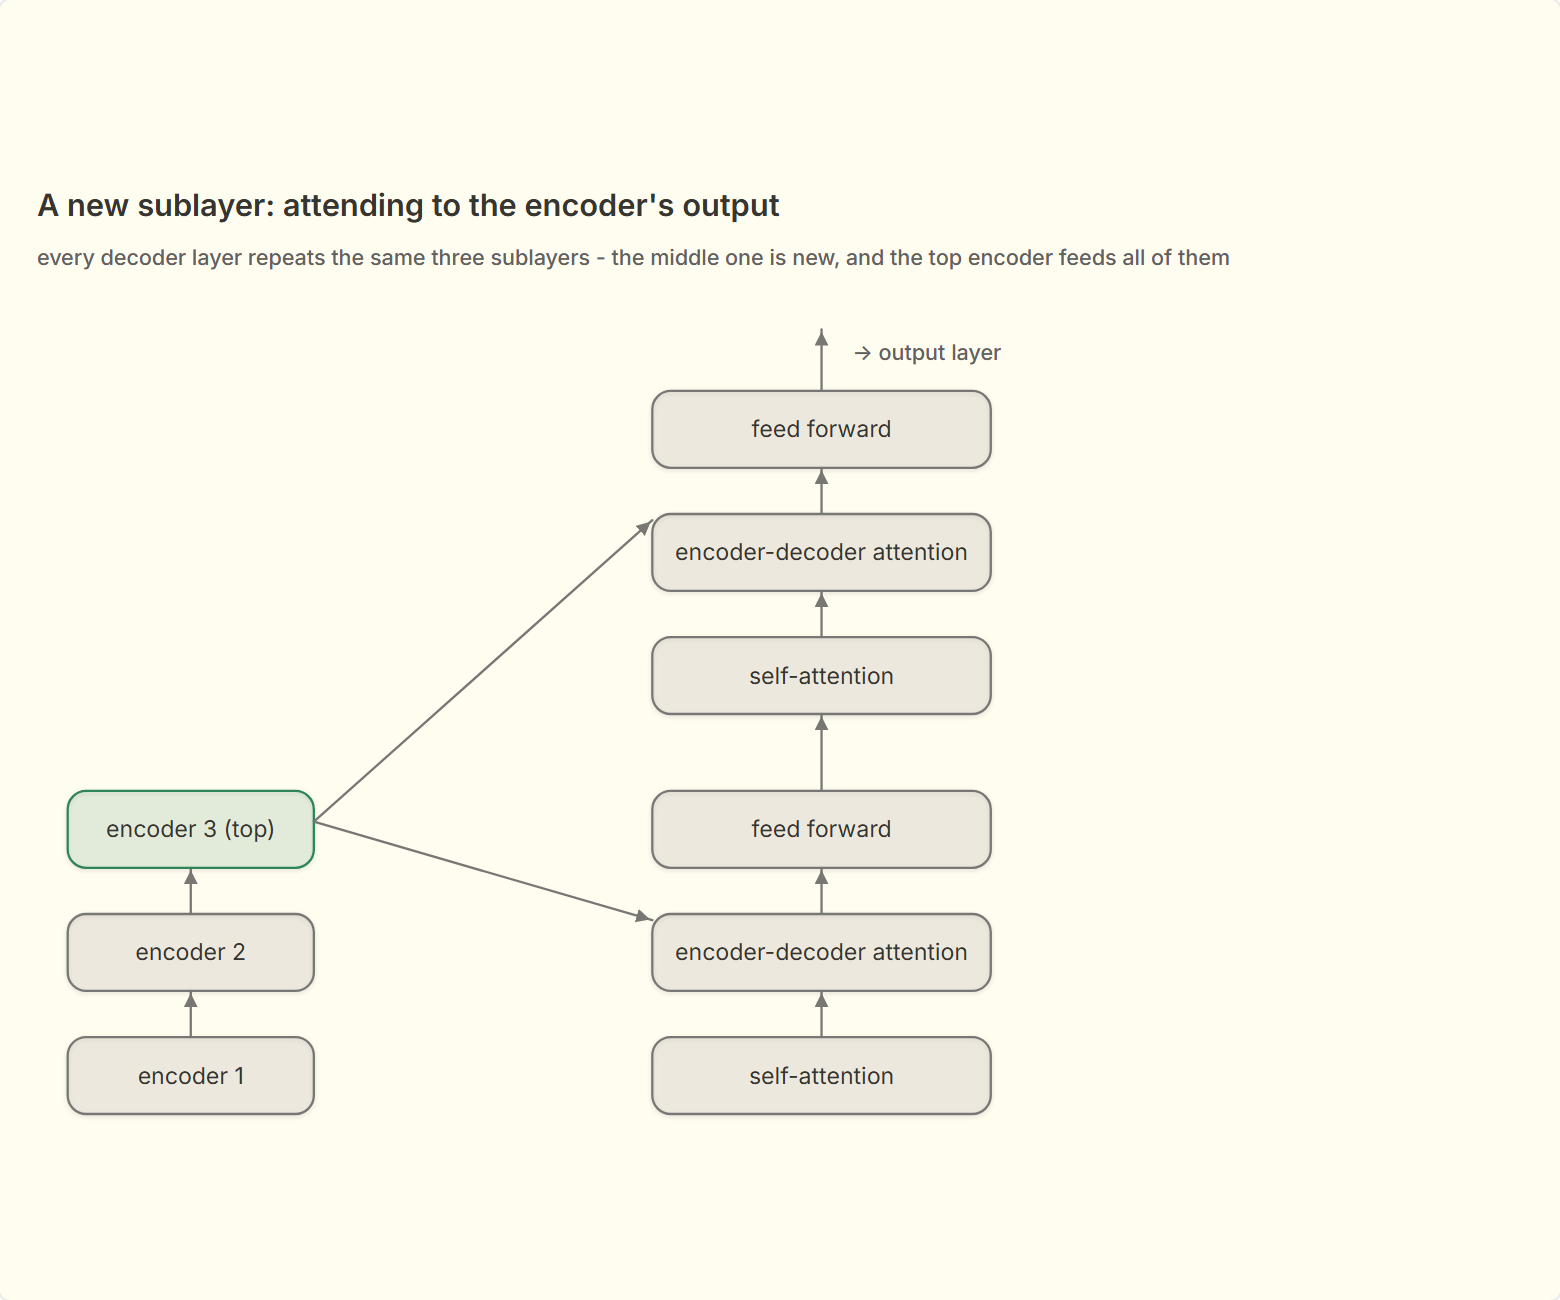 A new sublayer: attending to the encoder's output
every decoder layer repeats the same three sublayers - the middle one is new, and the top encoder feeds all of them
→ output layer
feed forward
encoder-decoder attention
self-attention
feed forward
encoder-decoder attention
self-attention
encoder 3 (top)
encoder 2
encoder 1